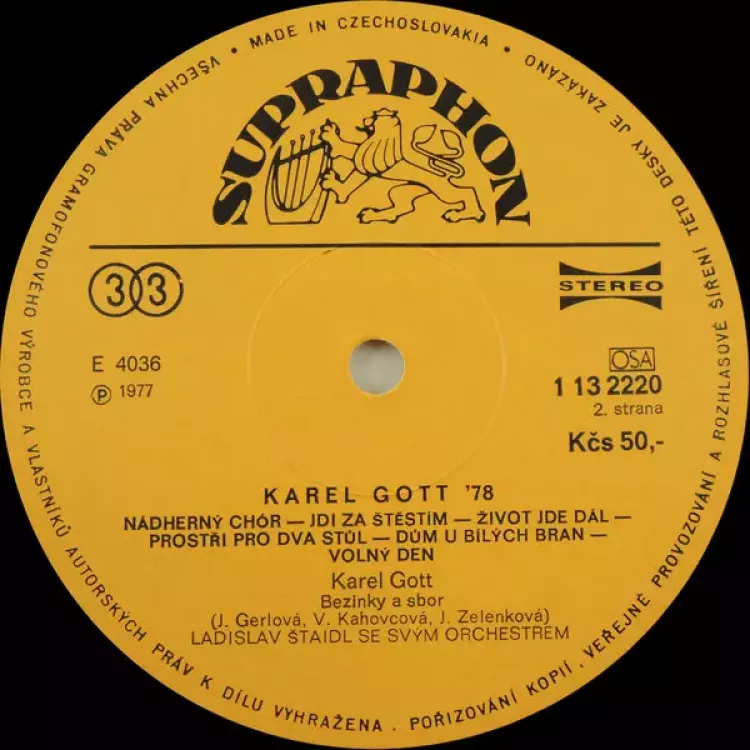 • MADE IN CZECHOSLOVAKIA •
SUPRAPHON
33
STEREO
E 4036
Ⓟ 1977
OSA
1 13 2220
2. strana
Kčs 50,-
KAREL GOTT '78
NÁDHERNÝ CHÓR — JDI ZA ŠTĚSTÍM — ŽIVOT JDE DÁL —
PROSTŘI PRO DVA STŮL — DŮM U BÍLÝCH BRAN —
VOLNÝ DEN
Karel Gott
Bezinky a sbor
(J. Gerlová, V. Kahovcová, J. Zelenková)
LADISLAV ŠTAIDL SE SVÝM ORCHESTREM
VŠECHNA PRÁVA GRAMOFONOVÉHO VÝROBCE A VLASTNÍKŮ AUTORSKÝCH PRÁV K DÍLU VYHRAŽENA . POŘIZOVÁNÍ KOPIÍ , VEŘEJNÉ PROVOZOVÁNÍ A ROZHLASOVÉ ŠÍŘENÍ TÉTO DESKY JE ZAKÁZÁNO